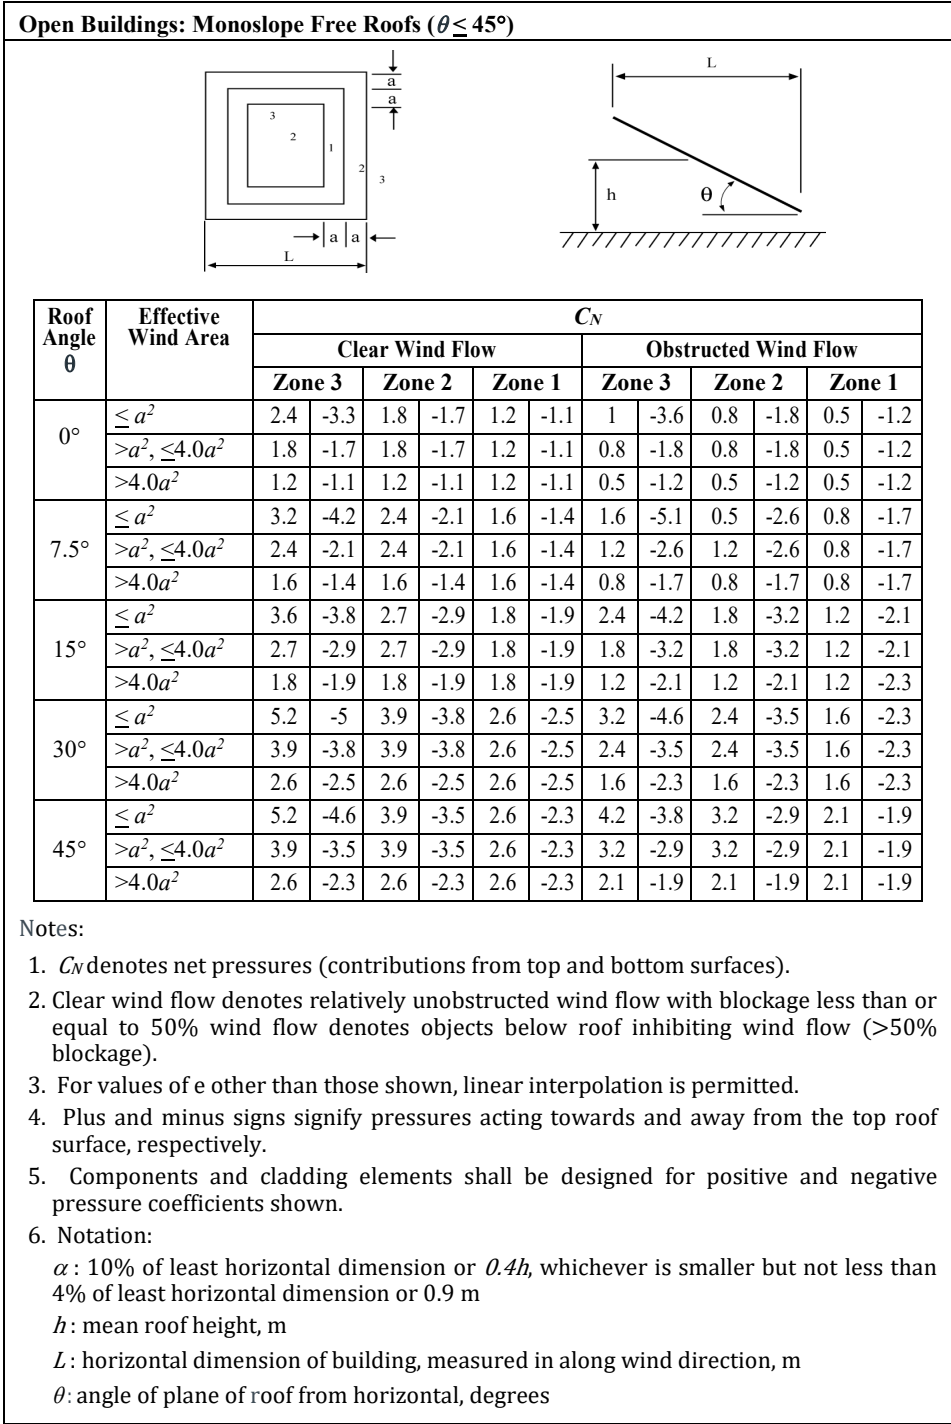 Open Buildings: Monoslope Free Roofs (θ ≤ 45°)
a
a
3
2
1
2
3
a a
L
L
h
θ
Roof Angle θ Effective Wind Area C_N
Clear Wind Flow Obstructed Wind Flow
Zone 3 Zone 2 Zone 1 Zone 3 Zone 2 Zone 1
0° ≤ a² 2.4 -3.3 1.8 -1.7 1.2 -1.1 1 -3.6 0.8 -1.8 0.5 -1.2
>a², ≤4.0a² 1.8 -1.7 1.8 -1.7 1.2 -1.1 0.8 -1.8 0.8 -1.8 0.5 -1.2
>4.0a² 1.2 -1.1 1.2 -1.1 1.2 -1.1 0.5 -1.2 0.5 -1.2 0.5 -1.2
7.5° ≤ a² 3.2 -4.2 2.4 -2.1 1.6 -1.4 1.6 -5.1 0.5 -2.6 0.8 -1.7
>a², ≤4.0a² 2.4 -2.1 2.4 -2.1 1.6 -1.4 1.2 -2.6 1.2 -2.6 0.8 -1.7
>4.0a² 1.6 -1.4 1.6 -1.4 1.6 -1.4 0.8 -1.7 0.8 -1.7 0.8 -1.7
15° ≤ a² 3.6 -3.8 2.7 -2.9 1.8 -1.9 2.4 -4.2 1.8 -3.2 1.2 -2.1
>a², ≤4.0a² 2.7 -2.9 2.7 -2.9 1.8 -1.9 1.8 -3.2 1.8 -3.2 1.2 -2.1
>4.0a² 1.8 -1.9 1.8 -1.9 1.8 -1.9 1.2 -2.1 1.2 -2.1 1.2 -2.3
30° ≤ a² 5.2 -5 3.9 -3.8 2.6 -2.5 3.2 -4.6 2.4 -3.5 1.6 -2.3
>a², ≤4.0a² 3.9 -3.8 3.9 -3.8 2.6 -2.5 2.4 -3.5 2.4 -3.5 1.6 -2.3
>4.0a² 2.6 -2.5 2.6 -2.5 2.6 -2.5 1.6 -2.3 1.6 -2.3 1.6 -2.3
45° ≤ a² 5.2 -4.6 3.9 -3.5 2.6 -2.3 4.2 -3.8 3.2 -2.9 2.1 -1.9
>a², ≤4.0a² 3.9 -3.5 3.9 -3.5 2.6 -2.3 3.2 -2.9 3.2 -2.9 2.1 -1.9
>4.0a² 2.6 -2.3 2.6 -2.3 2.6 -2.3 2.1 -1.9 2.1 -1.9 2.1 -1.9
Notes:
1. C_N denotes net pressures (contributions from top and bottom surfaces).
2. Clear wind flow denotes relatively unobstructed wind flow with blockage less than or
equal to 50% wind flow denotes objects below roof inhibiting wind flow (>50%
blockage).
3. For values of e other than those shown, linear interpolation is permitted.
4. Plus and minus signs signify pressures acting towards and away from the top roof
surface, respectively.
5. Components and cladding elements shall be designed for positive and negative
pressure coefficients shown.
6. Notation:
α : 10% of least horizontal dimension or 0.4h, whichever is smaller but not less than
4% of least horizontal dimension or 0.9 m
h : mean roof height, m
L : horizontal dimension of building, measured in along wind direction, m
θ: angle of plane of roof from horizontal, degrees